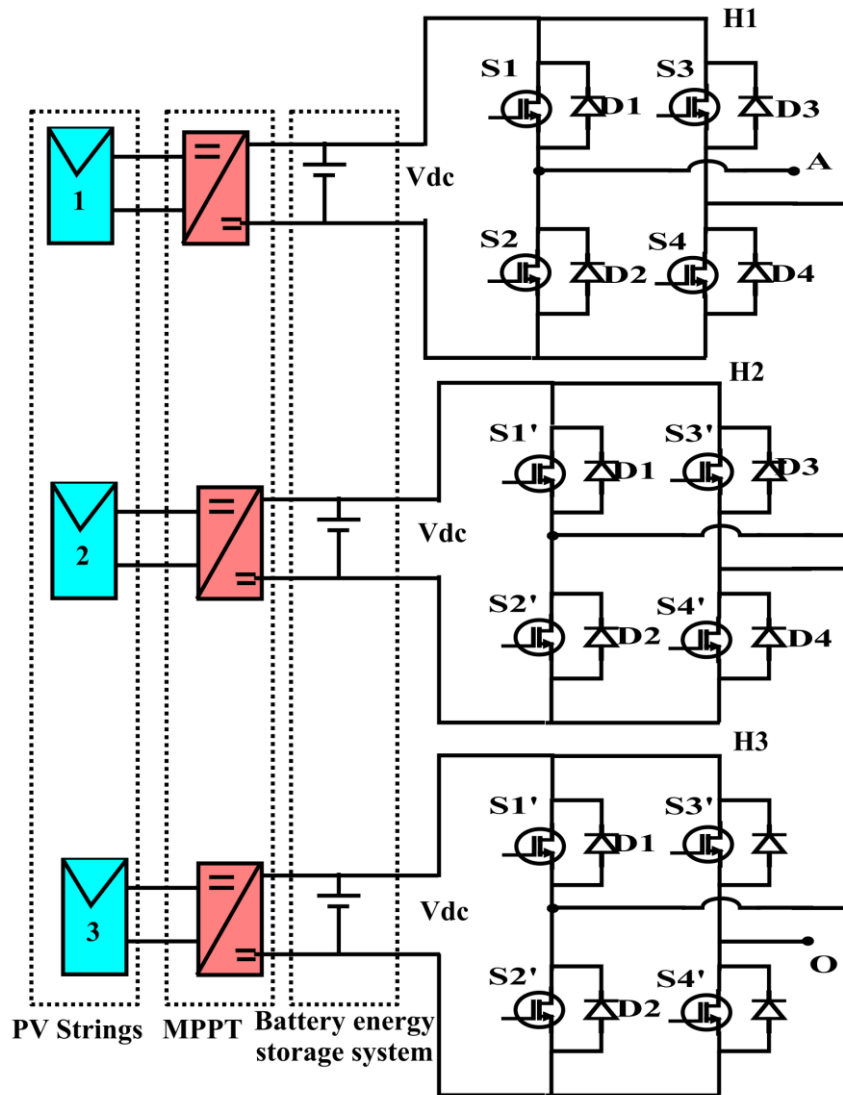 H1
S1
S3
D1
D3
1
Vdc
A
S2
S4
D2
D4
H2
S1'
S3'
D1
D3
2
Vdc
S2'
S4'
D2
D4
H3
S1'
S3'
D1
3
Vdc
O
S2'
S4'
D2
PV Strings
MPPT
Battery energy
storage system